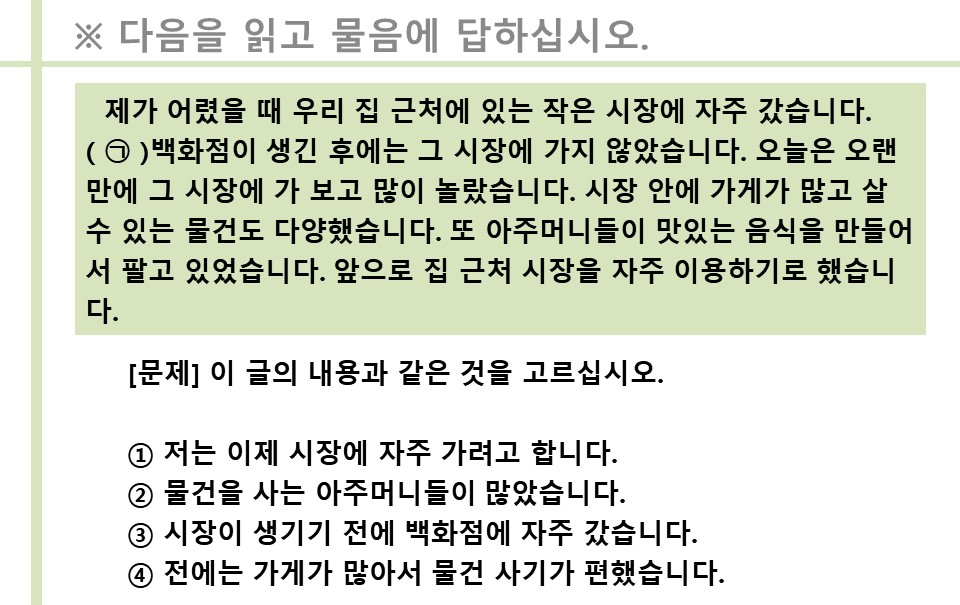 ※ 다음을 읽고 물음에 답하십시오.
제가 어렸을 때 우리 집 근처에 있는 작은 시장에 자주 갔습니다.
( ㉠ )백화점이 생긴 후에는 그 시장에 가지 않았습니다. 오늘은 오랜
만에 그 시장에 가 보고 많이 놀랐습니다. 시장 안에 가게가 많고 살
수 있는 물건도 다양했습니다. 또 아주머니들이 맛있는 음식을 만들어
서 팔고 있었습니다. 앞으로 집 근처 시장을 자주 이용하기로 했습니
다.
[문제] 이 글의 내용과 같은 것을 고르십시오.
① 저는 이제 시장에 자주 가려고 합니다.
② 물건을 사는 아주머니들이 많았습니다.
③ 시장이 생기기 전에 백화점에 자주 갔습니다.
④ 전에는 가게가 많아서 물건 사기가 편했습니다.